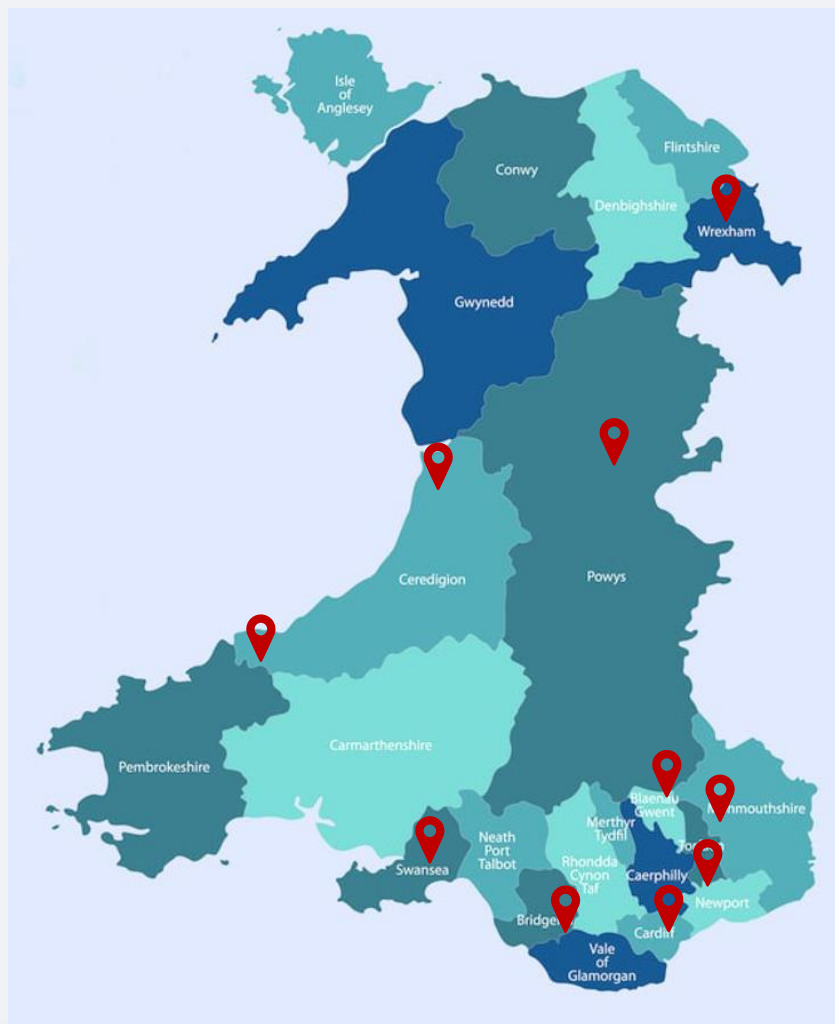 Isle
of
Anglesey
Flintshire
Conwy
Denbighshire
Wrexham
Gwynedd
Powys
Ceredigion
Carmarthenshire
Pembrokeshire
Blaenau
Gwent
Merthyr
Tydfil
Neath
Port
Talbot
Rhondda
Cynon
Taf
Swansea
Caerphilly
Newport
Cardiff
Vale
of
Glamorgan